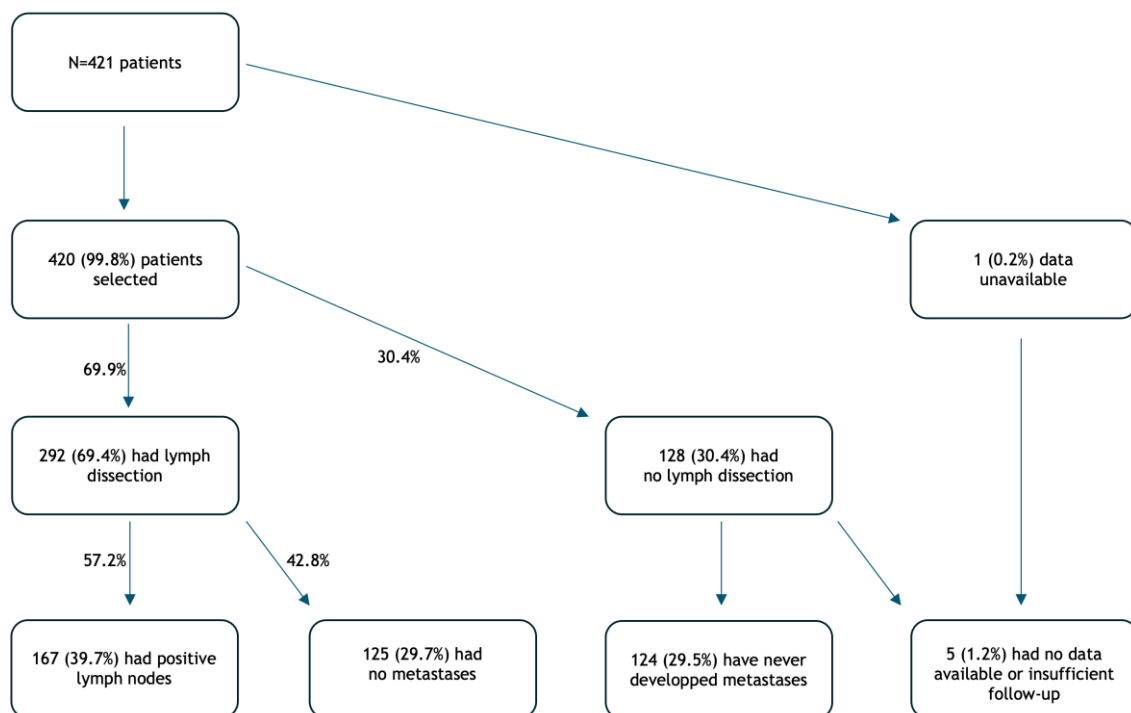 N=421 patients
420 (99.8%) patients
selected
1 (0.2%) data
unavailable
69.9%
30.4%
292 (69.4%) had lymph
dissection
128 (30.4%) had
no lymph dissection
57.2%
42.8%
167 (39.7%) had positive
lymph nodes
125 (29.7%) had
no metastases
124 (29.5%) have never
developped metastases
5 (1.2%) had no data
available or insufficient
follow-up